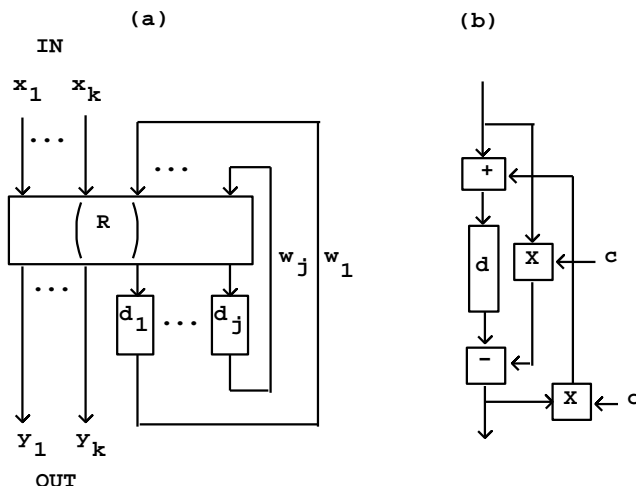 (a)
(b)
IN
x1 xk
...
...
+
R
d
X
c
...
wj w1
d1 ... dj
-
X
c
y1 yk
OUT